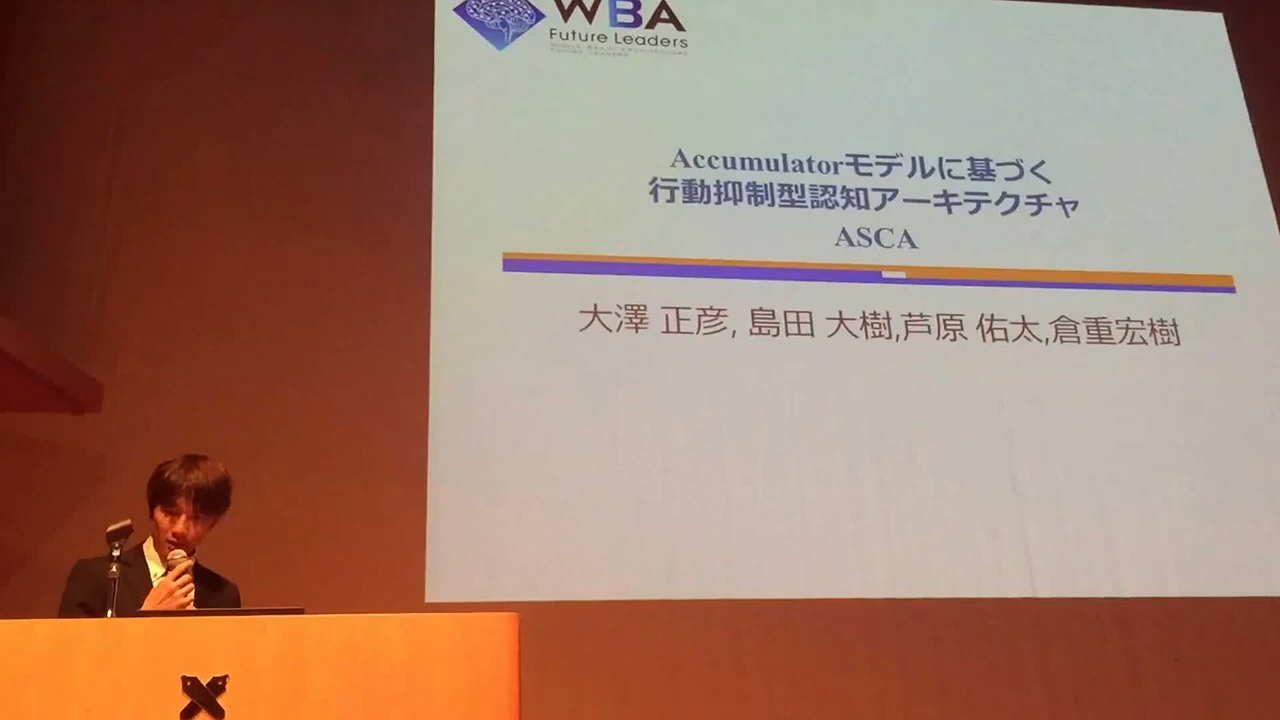 WBA
Future Leaders
Accumulatorモデルに基づく
行動抑制型認知アーキテクチャ
ASCA
大澤 正彦, 島田 大樹,芦原 佑太,倉重宏樹